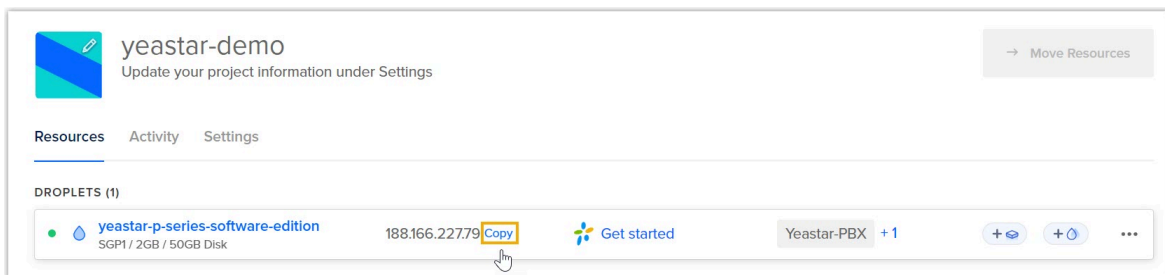 yeastar-demo
Update your project information under Settings
→ Move Resources
Resources Activity Settings
DROPLETS (1)
yeastar-p-series-software-edition
SGP1 / 2GB / 50GB Disk
188.166.227.79 Copy
Get started
Yeastar-PBX +1